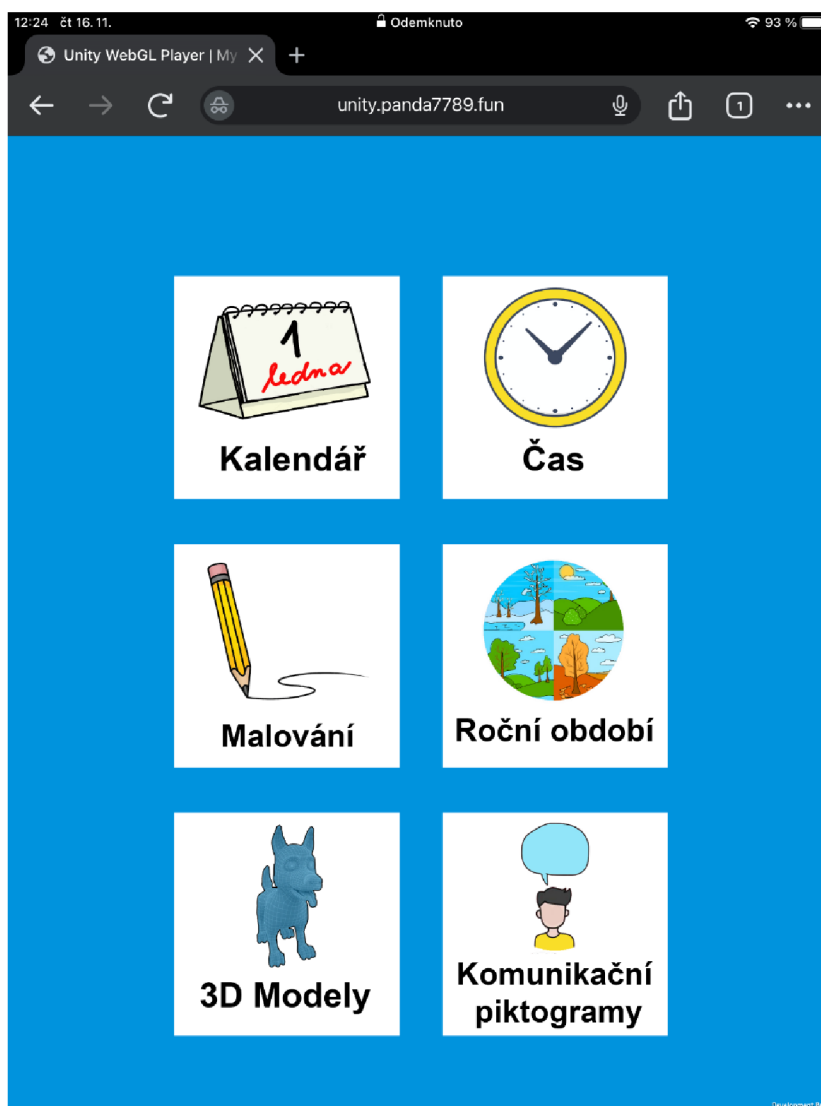 12:24 čt 16. 11.
Odemknuto
93 %
Unity WebGL Player | My
unity.panda7789.fun
1
1
ledna
Kalendář
Čas
Malování
Roční období
3D Modely
Komunikační
piktogramy
Development